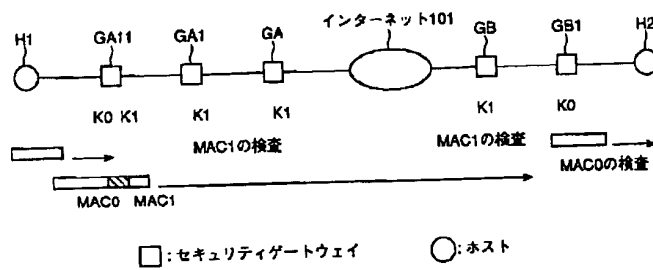 H1 GA11 GA1 GA インターネット101 GB GB1 H2
K0 K1 K1 K1 K1 K0
MAC1の検査 MAC1の検査
MAC0の検査
MAC0 MAC1
□:セキュリティゲートウェイ ○:ホスト